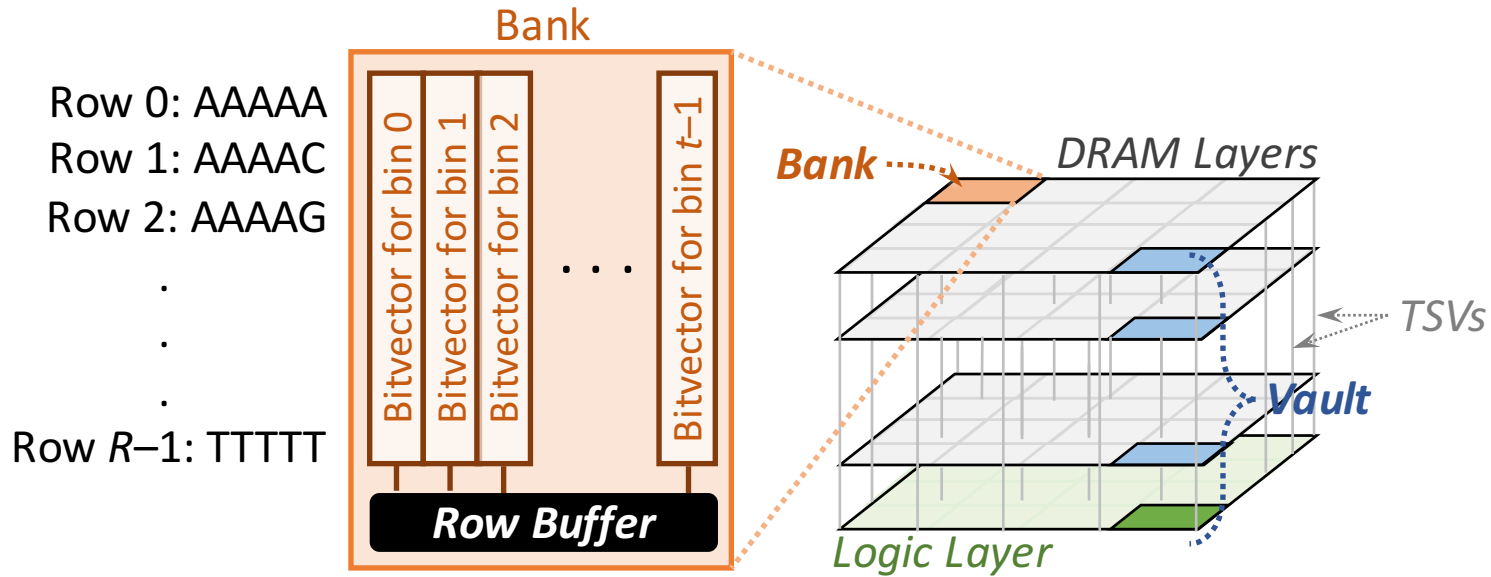 Bank
Row 0: AAAAA
Row 1: AAAAC
Row 2: AAAAG
.
.
.
Row R–1: TTTTT
Bitvector for bin 0
Bitvector for bin 1
Bitvector for bin 2
. . .
Bitvector for bin t–1
Row Buffer
Bank
DRAM Layers
TSVs
Vault
Logic Layer